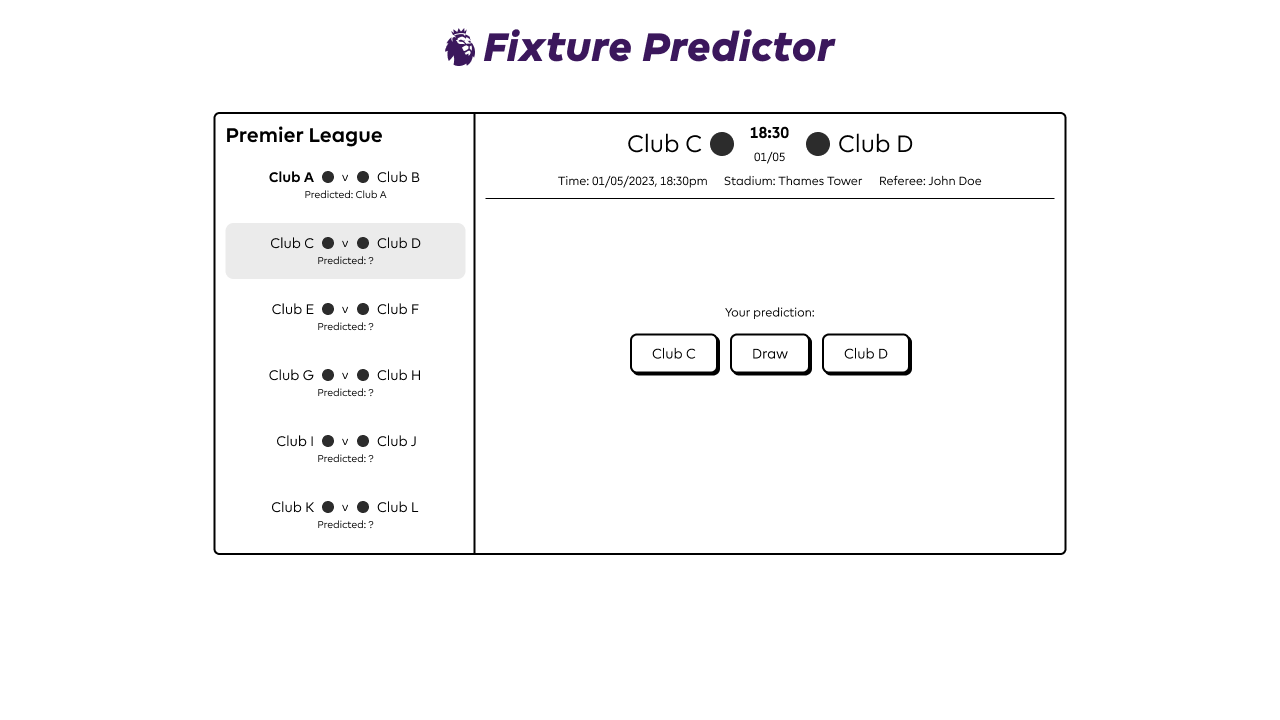 Fixture Predictor
Premier League
Club A v Club B
Predicted: Club A
Club C v Club D
Predicted: ?
Club E v Club F
Predicted: ?
Club G v Club H
Predicted: ?
Club I v Club J
Predicted: ?
Club K v Club L
Predicted: ?
Club C 18:30 Club D
01/05
Time: 01/05/2023, 18:30pm Stadium: Thames Tower Referee: John Doe
Your prediction:
Club C Draw Club D